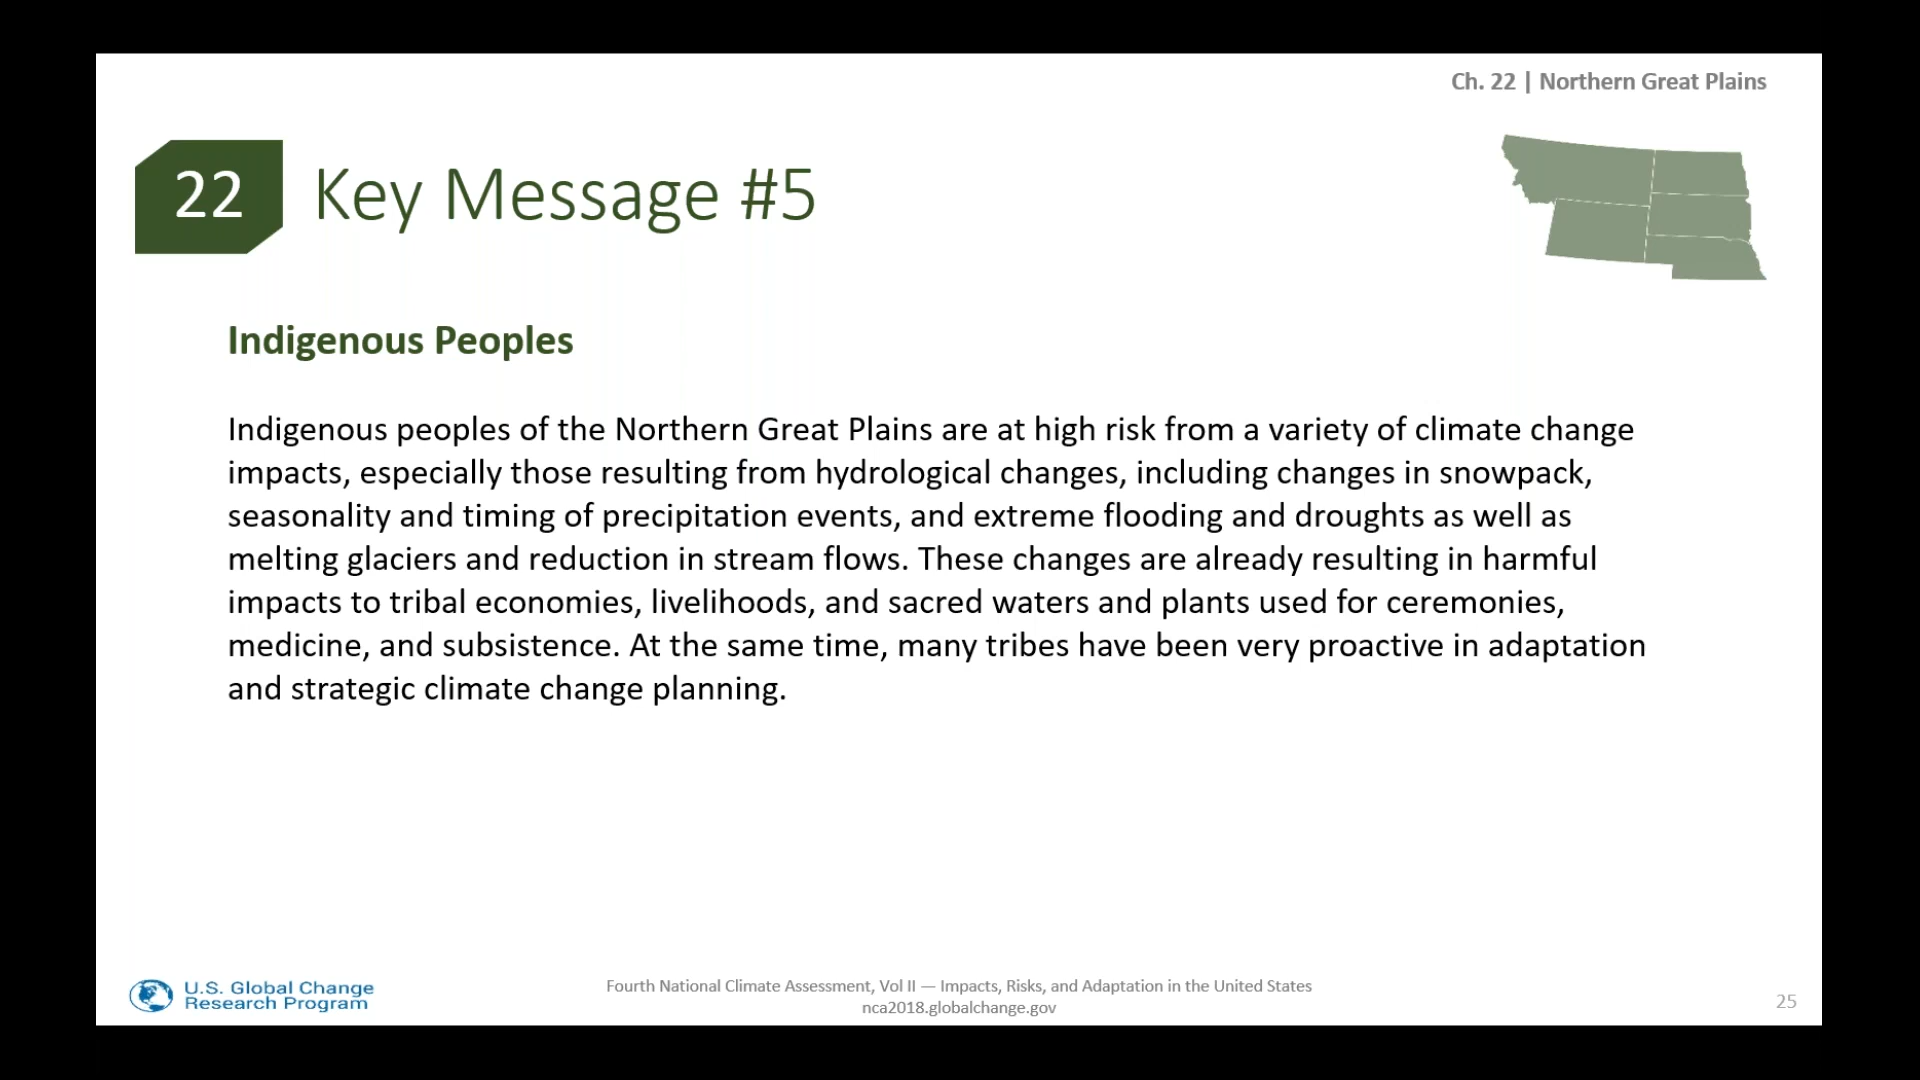 Ch. 22 | Northern Great Plains
22 Key Message #5
Indigenous Peoples
Indigenous peoples of the Northern Great Plains are at high risk from a variety of climate change
impacts, especially those resulting from hydrological changes, including changes in snowpack,
seasonality and timing of precipitation events, and extreme flooding and droughts as well as
melting glaciers and reduction in stream flows. These changes are already resulting in harmful
impacts to tribal economies, livelihoods, and sacred waters and plants used for ceremonies,
medicine, and subsistence. At the same time, many tribes have been very proactive in adaptation
and strategic climate change planning.
U.S. Global Change
Research Program
Fourth National Climate Assessment, Vol II — Impacts, Risks, and Adaptation in the United States
nca2018.globalchange.gov
25